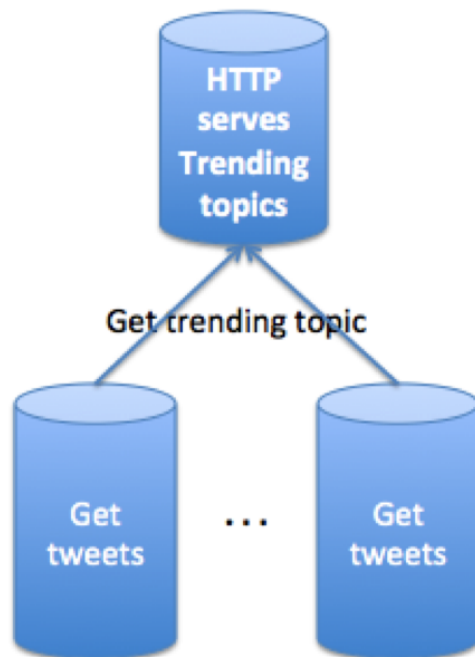 HTTP
serves
Trending
topics
Get trending topic
Get
tweets
...
Get
tweets